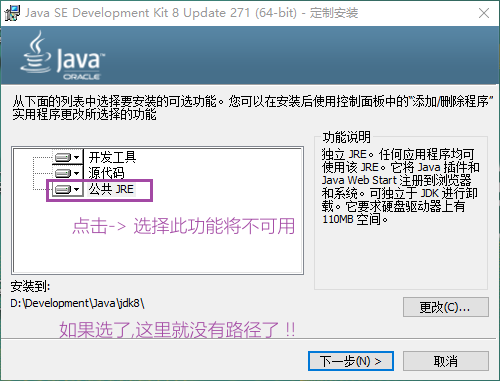 Java SE Development Kit 8 Update 271 (64-bit) - 定制安装
Java
ORACLE
从下面的列表中选择要安装的可选功能。您可以在安装后使用控制面板中的“添加/删除程序”
实用程序更改所选择的功能
开发工具
源代码
公共 JRE
点击-> 选择此功能将不可用
功能说明
独立 JRE。任何应用程序均可
使用该 JRE。它将 Java 插件和
Java Web Start 注册到浏览器
和系统。可独立于 JDK 进行卸
载。它要求硬盘驱动器上有
110MB 空间。
安装到:
D:\Development\Java\jdk8\
更改(C)...
如果选了,这里就没有路径了 !!
下一步(N) >
取消